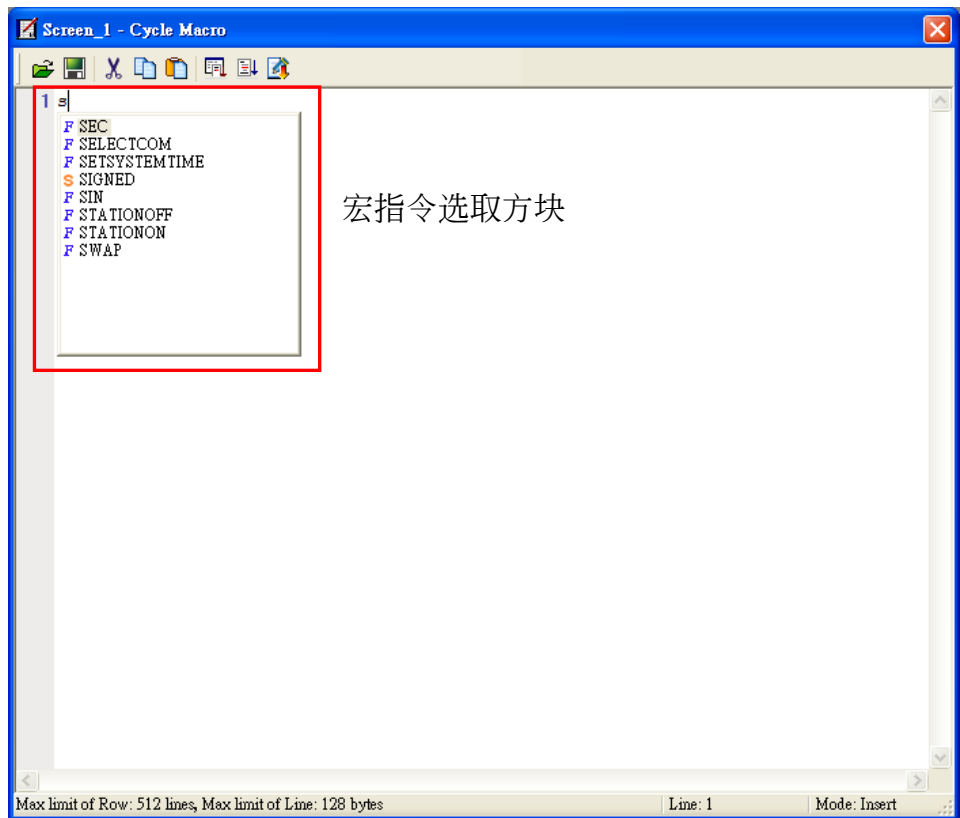 Screen_1 - Cycle Macro
1 s
F SEC
F SELECTCOM
F SETSYSTEMTIME
S SIGNED
F SIN
F STATIONOFF
F STATIONON
F SWAP
宏指令选取方块
Max limit of Row: 512 lines, Max limit of Line: 128 bytes Line: 1 Mode: Insert